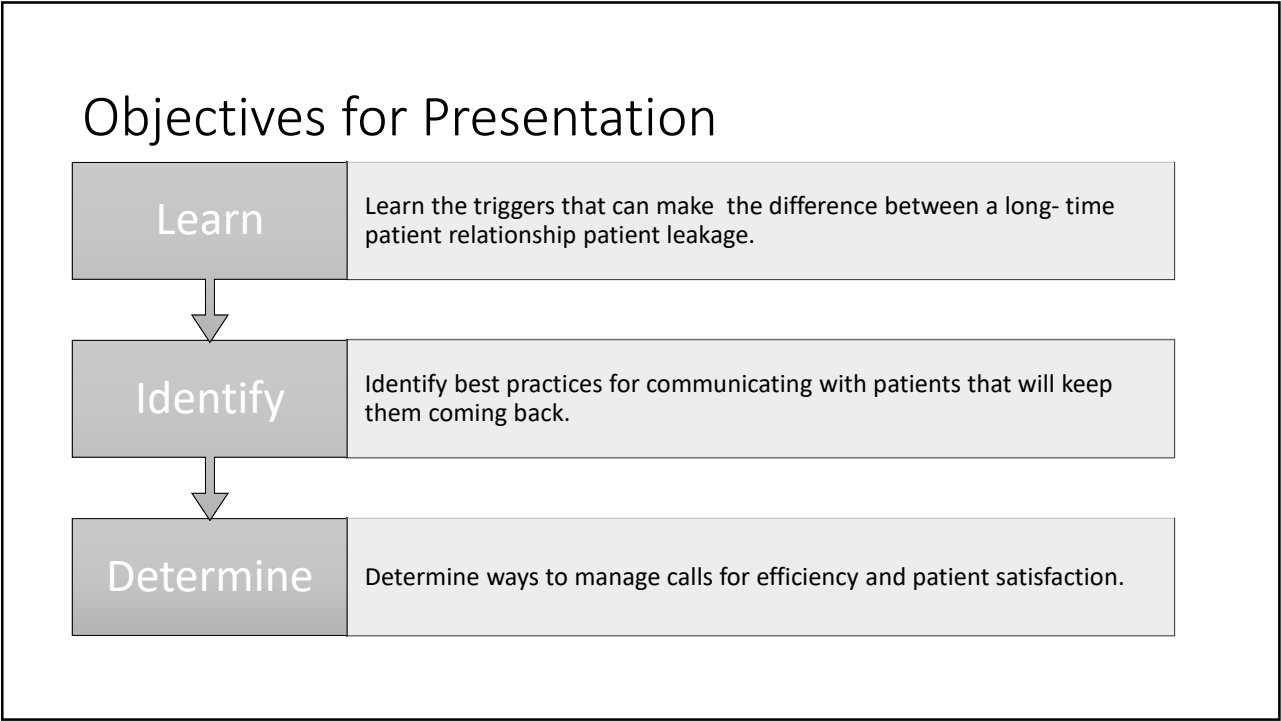 Objectives for Presentation
Learn
Learn the triggers that can make  the difference between a long- time
patient relationship patient leakage.
Identify
Identify best practices for communicating with patients that will keep
them coming back.
Determine
Determine ways to manage calls for efficiency and patient satisfaction.